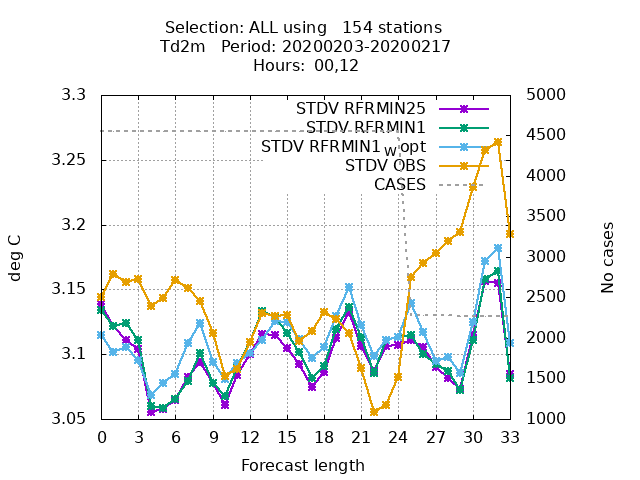 Selection: ALL using   154 stations
Td2m   Period: 20200203-20200217
Hours:  00,12
STDV RFRMIN25
STDV RFRMIN1
STDV RFRMIN1_wopt
STDV OBS
CASES
3.3
3.25
3.2
3.15
3.1
3.05
deg C
5000
4500
4000
3500
3000
2500
2000
1500
1000
No cases
0 3 6 9 12 15 18 21 24 27 30 33
Forecast length